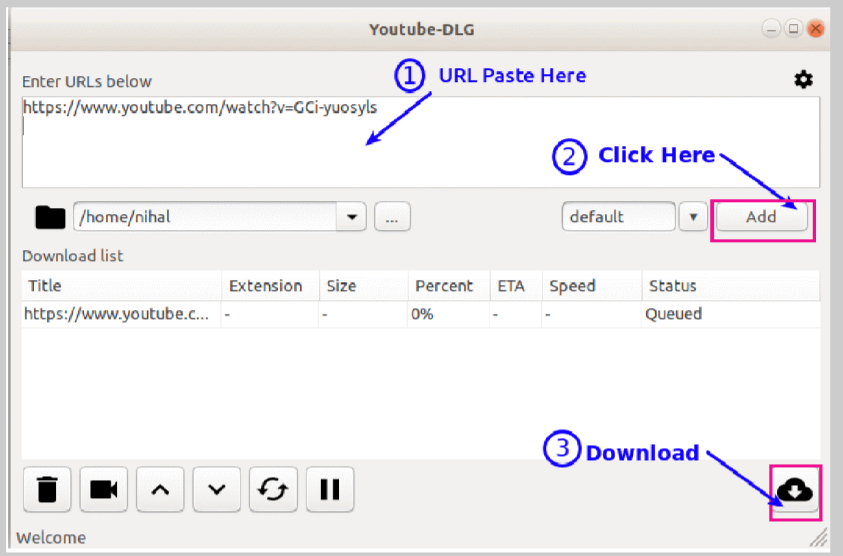 Youtube-DLG
1 URL Paste Here
Enter URLs below
https://www.youtube.com/watch?v=GCi-yuosyls
2 Click Here
/home/nihal ... default Add
Download list
Title Extension Size Percent ETA Speed Status
https://www.youtube.c... - - 0% - - Queued
3 Download
Welcome